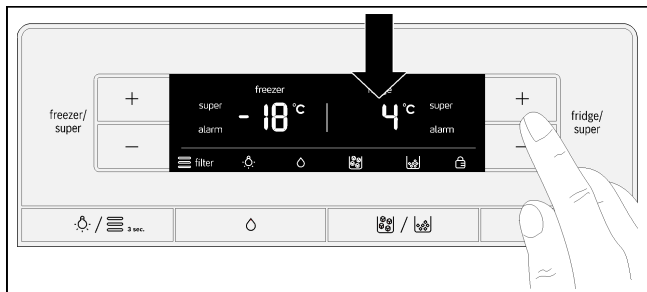 freezer
super
-18 °C
4 °C
super
alarm
alarm
filter
freezer/
super
+
−
+
−
fridge/
super
/ 3 sec.
/